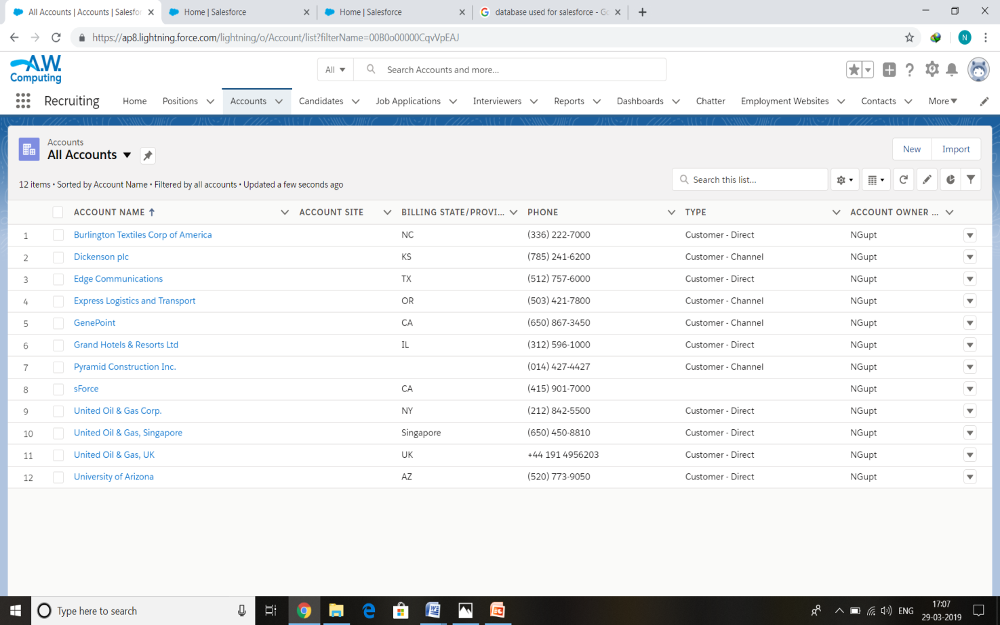 All Accounts | Accounts | Salesfo
Home | Salesforce
Home | Salesforce
database used for salesforce - Go
https://ap8.lightning.force.com/lightning/o/Account/list?filterName=00B0o00000CqvVpEAJ
N
A.W. Computing
All
Search Accounts and more...
Recruiting
Home
Positions
Accounts
Candidates
Job Applications
Interviewers
Reports
Dashboards
Chatter
Employment Websites
Contacts
More
Accounts
All Accounts
New
Import
12 items • Sorted by Account Name • Filtered by all accounts • Updated a few seconds ago
Search this list...
ACCOUNT NAME ACCOUNT SITE BILLING STATE/PROVI... PHONE TYPE ACCOUNT OWNER ...
1 Burlington Textiles Corp of America NC (336) 222-7000 Customer - Direct NGupt
2 Dickenson plc KS (785) 241-6200 Customer - Channel NGupt
3 Edge Communications TX (512) 757-6000 Customer - Direct NGupt
4 Express Logistics and Transport OR (503) 421-7800 Customer - Channel NGupt
5 GenePoint CA (650) 867-3450 Customer - Channel NGupt
6 Grand Hotels & Resorts Ltd IL (312) 596-1000 Customer - Direct NGupt
7 Pyramid Construction Inc. (014) 427-4427 Customer - Channel NGupt
8 sForce CA (415) 901-7000 NGupt
9 United Oil & Gas Corp. NY (212) 842-5500 Customer - Direct NGupt
10 United Oil & Gas, Singapore Singapore (650) 450-8810 Customer - Direct NGupt
11 United Oil & Gas, UK UK +44 191 4956203 Customer - Direct NGupt
12 University of Arizona AZ (520) 773-9050 Customer - Direct NGupt
Type here to search
ENG
17:07
29-03-2019